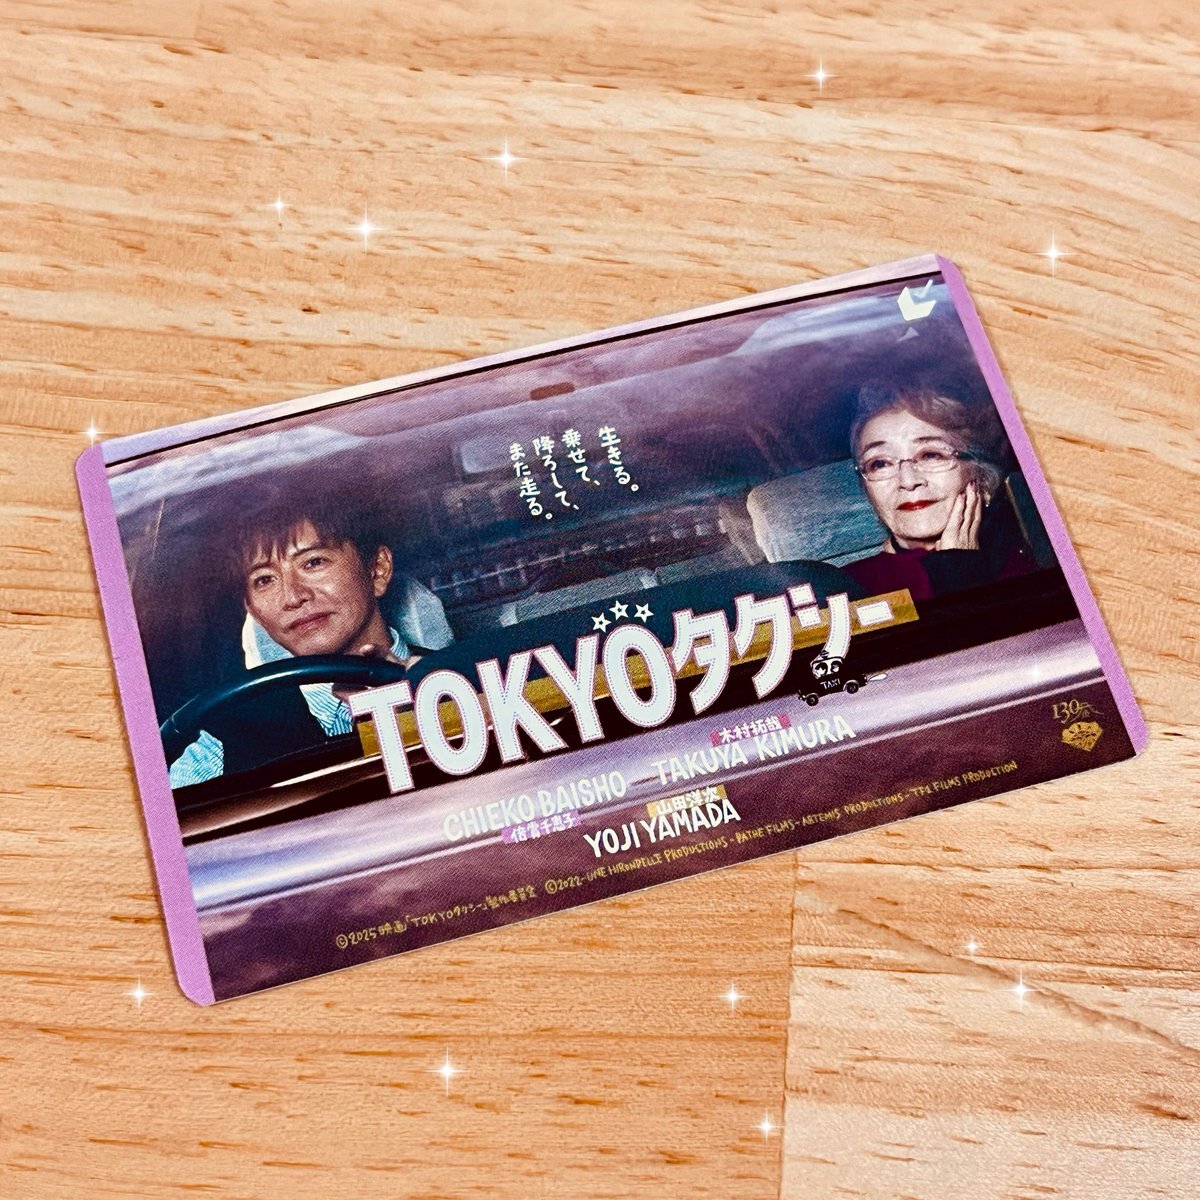 生きる。
乗せて、
降ろして、
また走る。
TOKYOタクシー
TAXI
木村拓哉
CHIEKO BAISHO TAKUYA KIMURA
倍賞千恵子
山田洋次
YOJI YAMADA
130
©2025映画「TOKYOタクシー」製作委員会 ©2022-UNE HIRONDELLE PRODUCTIONS-PATHE FILMS-ARTEMIS PRODUCTIONS-TF1 FILMS PRODUCTION